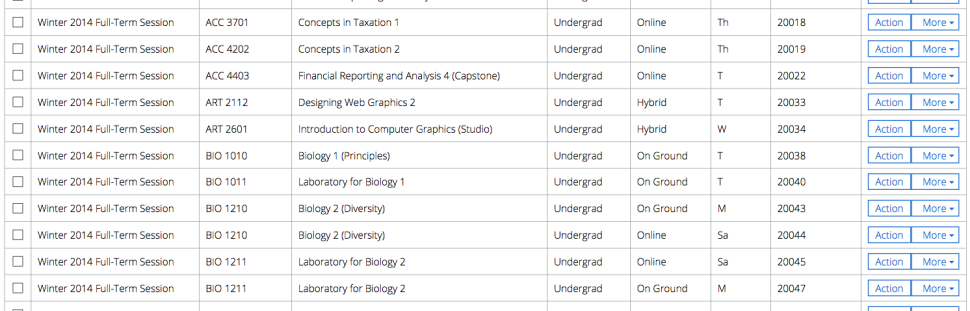 Winter 2014 Full-Term Session ACC 3701 Concepts in Taxation 1 Undergrad Online Th 20018 Action More
Winter 2014 Full-Term Session ACC 4202 Concepts in Taxation 2 Undergrad Online Th 20019 Action More
Winter 2014 Full-Term Session ACC 4403 Financial Reporting and Analysis 4 (Capstone) Undergrad Online T 20022 Action More
Winter 2014 Full-Term Session ART 2112 Designing Web Graphics 2 Undergrad Hybrid T 20033 Action More
Winter 2014 Full-Term Session ART 2601 Introduction to Computer Graphics (Studio) Undergrad Hybrid W 20034 Action More
Winter 2014 Full-Term Session BIO 1010 Biology 1 (Principles) Undergrad On Ground T 20038 Action More
Winter 2014 Full-Term Session BIO 1011 Laboratory for Biology 1 Undergrad On Ground T 20040 Action More
Winter 2014 Full-Term Session BIO 1210 Biology 2 (Diversity) Undergrad On Ground M 20043 Action More
Winter 2014 Full-Term Session BIO 1210 Biology 2 (Diversity) Undergrad Online Sa 20044 Action More
Winter 2014 Full-Term Session BIO 1211 Laboratory for Biology 2 Undergrad Online Sa 20045 Action More
Winter 2014 Full-Term Session BIO 1211 Laboratory for Biology 2 Undergrad On Ground M 20047 Action More